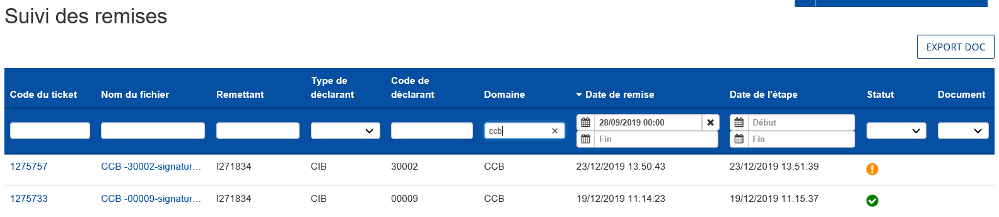 Suivi des remises
EXPORT DOC
Code du ticket Nom du fichier Remettant Type de déclarant Code de déclarant Domaine Date de remise Date de l'étape Statut Document
ccb 28/09/2019 00:00 Début
Fin Fin
1275757 CCB -30002-signatur... I271834 CIB 30002 CCB 23/12/2019 13:50:43 23/12/2019 13:51:39
1275733 CCB -00009-signatur... I271834 CIB 00009 CCB 19/12/2019 11:14:23 19/12/2019 11:15:37